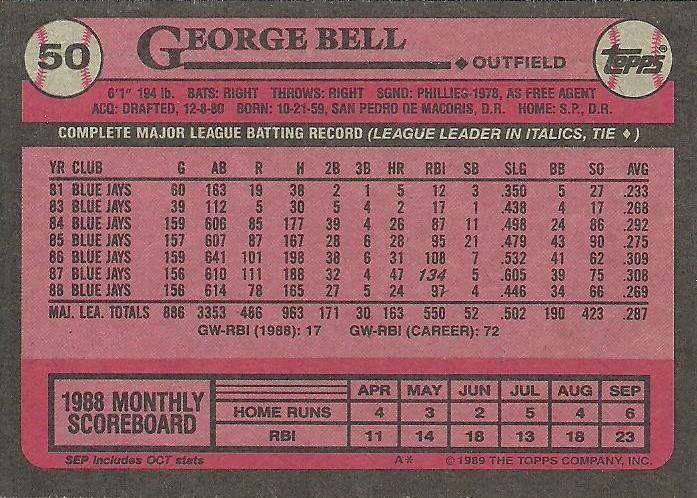 50 GEORGE BELL
♦ OUTFIELD
TOPPS®
6'1" 194 lb. BATS: RIGHT THROWS: RIGHT SGND: PHILLIES-1978, AS FREE AGENT
ACQ: DRAFTED, 12-8-80 BORN: 10-21-59, SAN PEDRO DE MACORIS, D.R. HOME: S.P., D.R.
COMPLETE MAJOR LEAGUE BATTING RECORD (LEAGUE LEADER IN ITALICS, TIE ♦)
YR CLUB G AB R H 2B 3B HR RBI SB SLG BB SO AVG
81 BLUE JAYS 60 163 19 38 2 1 5 12 3 .350 5 27 .233
83 BLUE JAYS 39 112 5 30 5 4 2 17 1 .438 4 17 .268
84 BLUE JAYS 159 606 85 177 39 4 26 87 11 .498 24 86 .292
85 BLUE JAYS 157 607 87 167 28 6 28 95 21 .479 43 90 .275
86 BLUE JAYS 159 641 101 198 38 6 31 108 7 .532 41 62 .309
87 BLUE JAYS 156 610 111 188 32 4 47 134 5 .605 39 75 .308
88 BLUE JAYS 156 614 78 165 27 5 24 97 4 .446 34 66 .269
MAJ. LEA. TOTALS 886 3353 486 963 171 30 163 550 52 .502 190 423 .287
GW-RBI (1988): 17 GW-RBI (CAREER): 72
1988 MONTHLY SCOREBOARD
APR MAY JUN JUL AUG SEP
HOME RUNS 4 3 2 5 4 6
RBI 11 14 18 13 18 23
SEP includes OCT stats
A* ©1989 THE TOPPS COMPANY, INC.